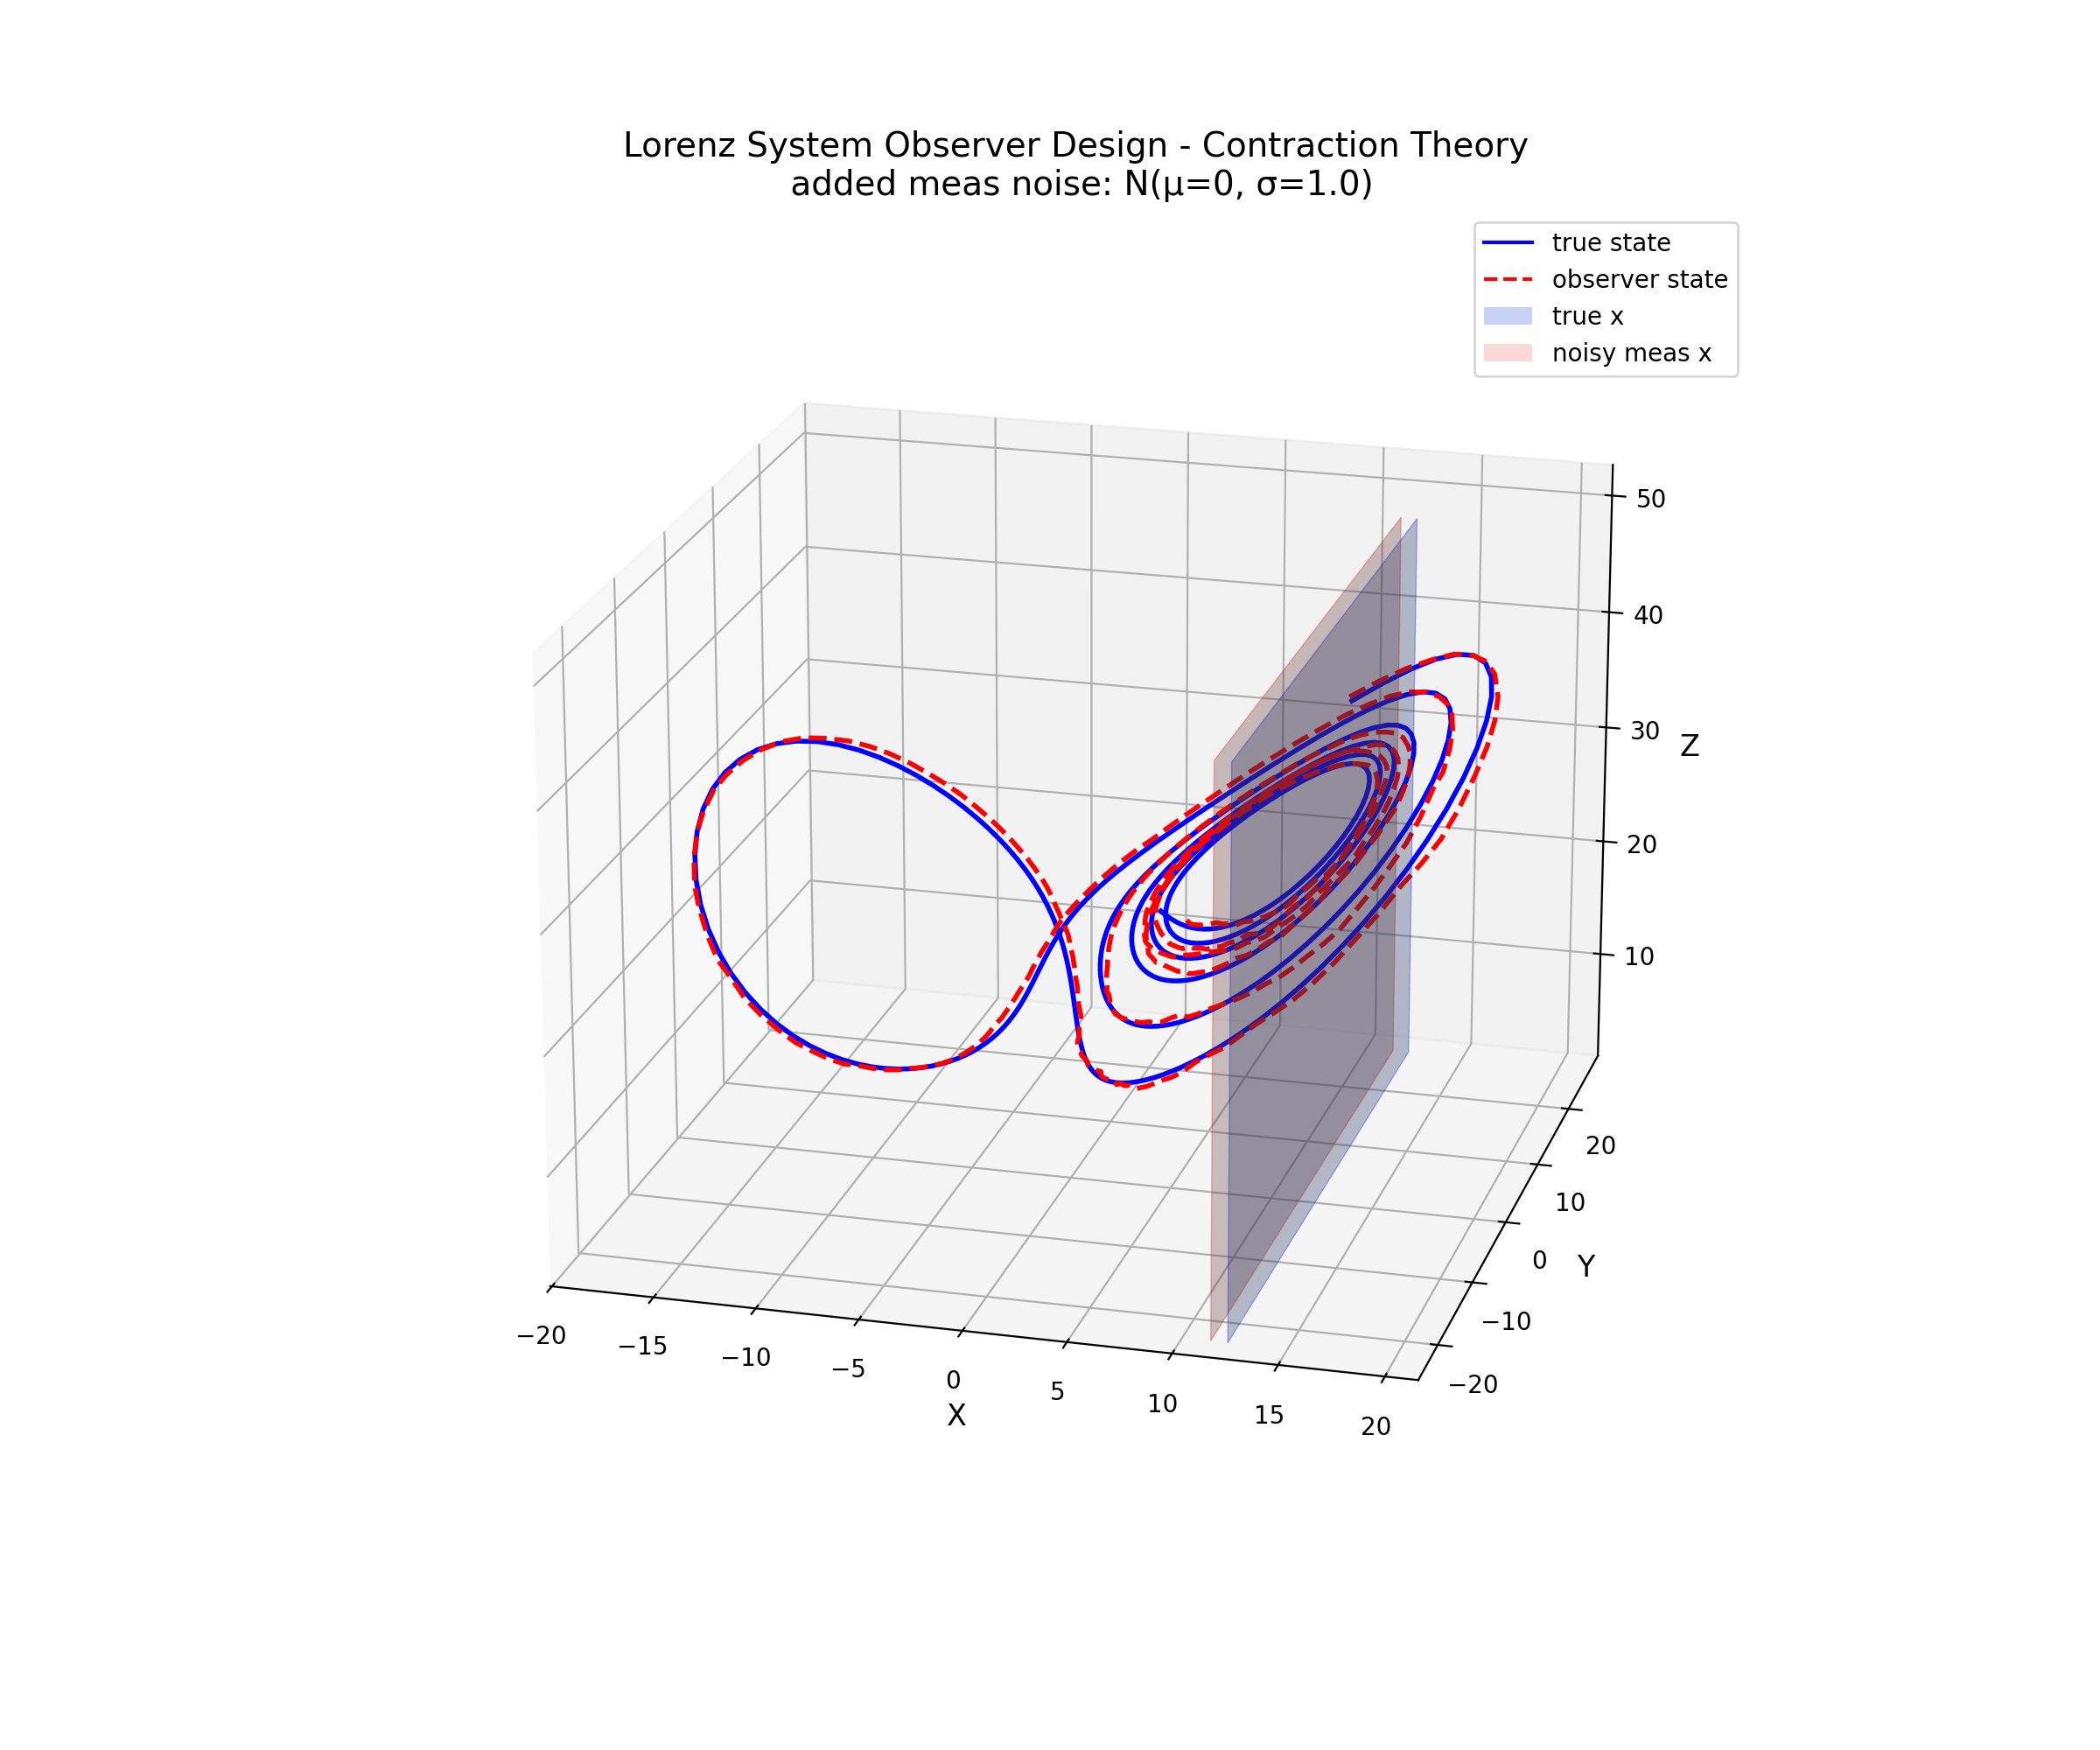 Lorenz System Observer Design - Contraction Theory
added meas noise: N(μ=0, σ=1.0)
true state
observer state
true x
noisy meas x
50
40
30
Z
20
10
20
10
0
Y
−10
−20
−20
−15
−10
−5
0
5
10
15
20
X